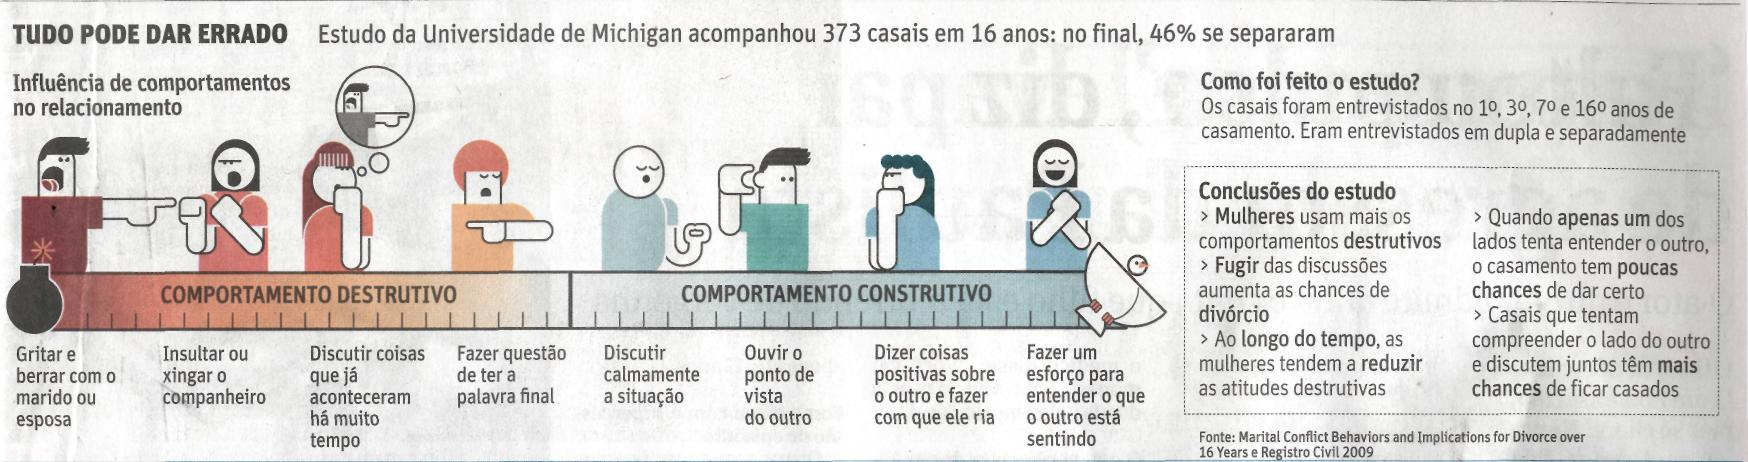 TUDO PODE DAR ERRADO Estudo da Universidade de Michigan acompanhou 373 casais em 16 anos: no final, 46% se separaram
Influência de comportamentos
no relacionamento
COMPORTAMENTO DESTRUTIVO
COMPORTAMENTO CONSTRUTIVO
Gritar e
berrar com o
marido ou
esposa
Insultar ou
xingar o
companheiro
Discutir coisas
que já
aconteceram
há muito
tempo
Fazer questão
de ter a
palavra final
Discutir
calmamente
a situação
Ouvir o
ponto de
vista
do outro
Dizer coisas
positivas sobre
o outro e fazer
com que ele ria
Fazer um
esforço para
entender o que
o outro está
sentindo
Como foi feito o estudo?
Os casais foram entrevistados no 1º, 3º, 7º e 16º anos de
casamento. Eram entrevistados em dupla e separadamente
Conclusões do estudo
> Mulheres usam mais os
comportamentos destrutivos
> Fugir das discussões
aumenta as chances de
divórcio
> Ao longo do tempo, as
mulheres tendem a reduzir
as atitudes destrutivas
> Quando apenas um dos
lados tenta entender o outro,
o casamento tem poucas
chances de dar certo
> Casais que tentam
compreender o lado do outro
e discutem juntos têm mais
chances de ficar casados
Fonte: Marital Conflict Behaviors and Implications for Divorce over
16 Years e Registro Civil 2009